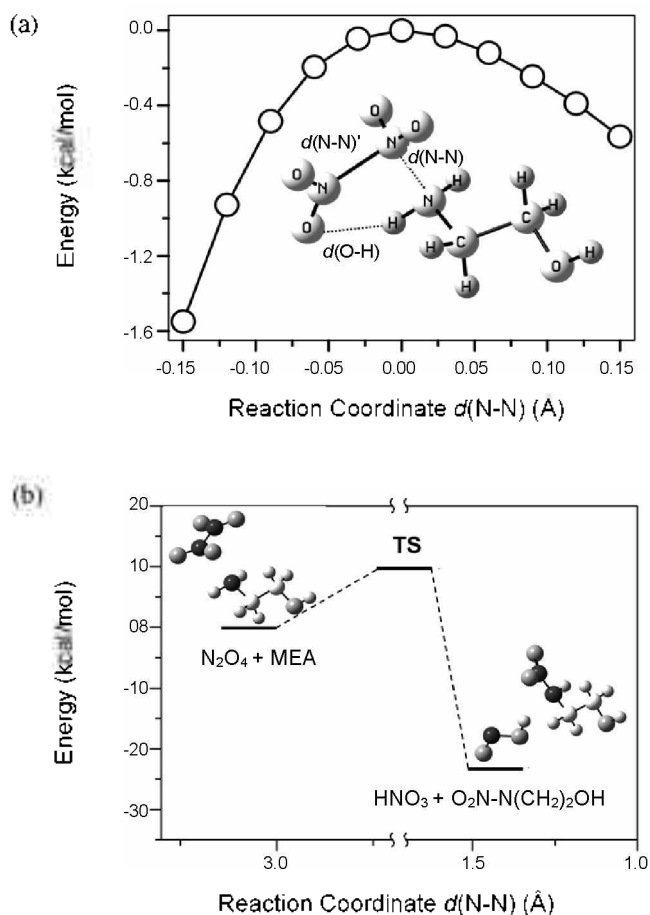 (a)
0.0
-0.4
-0.8
-1.2
-1.6
Energy (kcal/mol)
O
O
d(N-N)'
N
d(N-N)
O
N
H
H
N
H
C
O
H
d(O-H)
H
C
O
H
H
-0.15 -0.10 -0.05 0.00 0.05 0.10 0.15
Reaction Coordinate d(N-N) (Å)
(b)
20
10
08
-10
-20
-30
Energy (kcal/mol)
TS
N₂O₄ + MEA
HNO₃ + O₂N-N(CH₂)₂OH
3.0 1.5 1.0
Reaction Coordinate d(N-N) (Å)